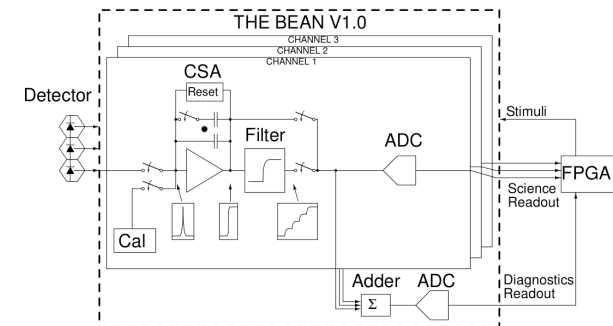 THE BEAN V1.0
CHANNEL 3
CHANNEL 2
CHANNEL 1
CSA
Reset
Detector
Filter
ADC
Stimuli
FPGA
Science
Readout
Cal
Adder
ADC
Σ
Diagnostics
Readout